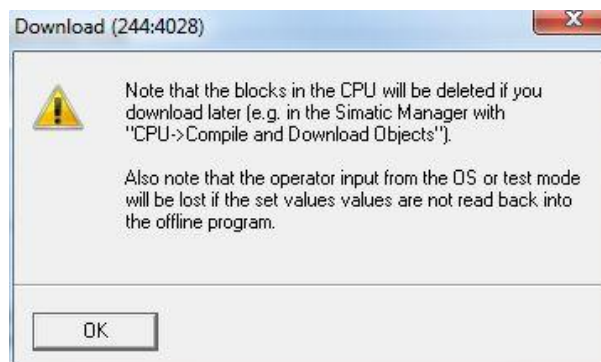 Download (244:4028)
Note that the blocks in the CPU will be deleted if you
download later (e.g. in the Simatic Manager with
"CPU->Compile and Download Objects").
Also note that the operator input from the OS or test mode
will be lost if the set values values are not read back into
the offline program.
OK